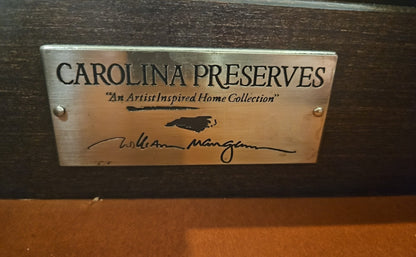 CAROLINA PRESERVES
"An Artist Inspired Home Collection"
William Mangum